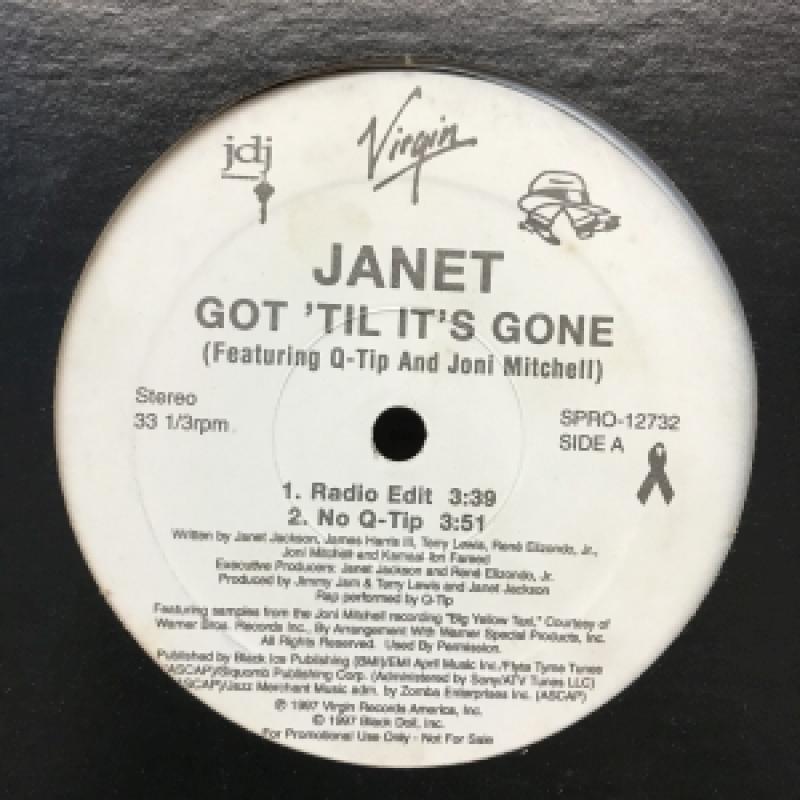 jdj
Virgin
JANET
GOT 'TIL IT'S GONE
(Featuring Q-Tip And Joni Mitchell)
Stereo
33 1/3rpm
SPRO-12732
SIDE A
1. Radio Edit 3:39
2. No Q-Tip 3:51
Written by Janet Jackson, James Harris III, Terry Lewis, René Elizondo, Jr.,
Joni Mitchell and Kamaal Ibn Fareed
Executive Producers: Janet Jackson and René Elizondo, Jr.
Produced by Jimmy Jam & Terry Lewis and Janet Jackson
Rap performed by Q-Tip
Featuring samples from the Joni Mitchell recording "Big Yellow Taxi," Courtesy of
Warner Bros. Records Inc., By Arrangement With Warner Special Products, Inc.
All Rights Reserved. Used By Permission.
Published by Black Ice Publishing (BMI)/EMI April Music Inc./Flyte Tyme Tunes
(ASCAP)/Siquomb Publishing Corp. (Administered by Sony/ATV Tunes LLC)
(ASCAP)/Jazz Merchant Music adm. by Zomba Enterprises Inc. (ASCAP)
℗ 1997 Virgin Records America, Inc.
© 1997 Black Doll, Inc.
For Promotional Use Only - Not For Sale